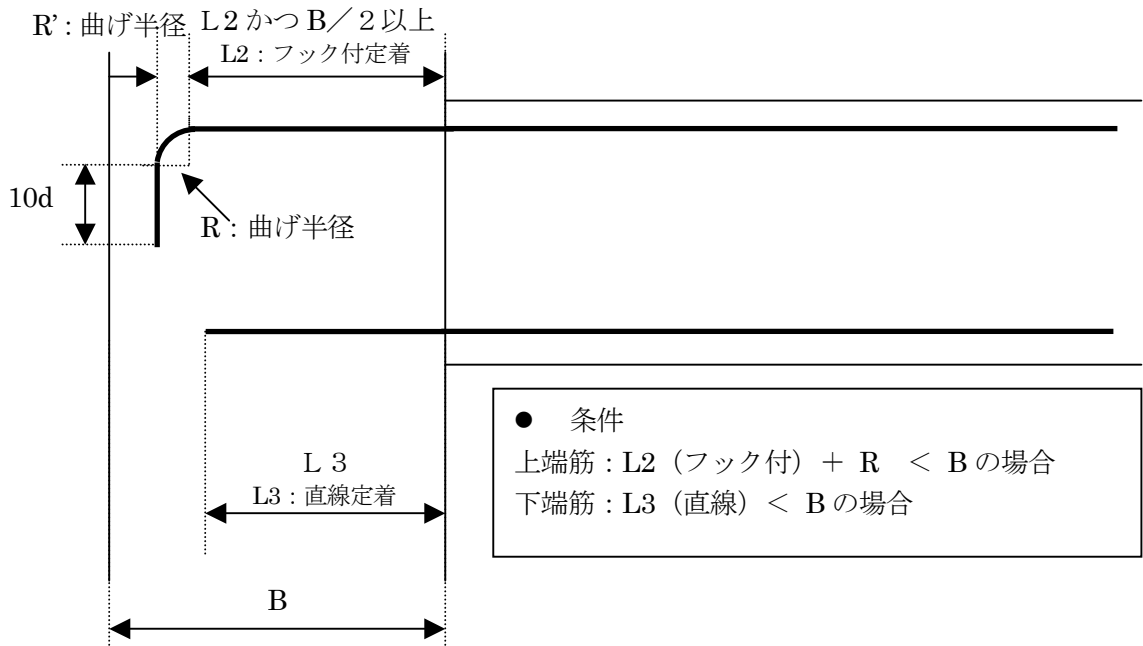 R’：曲げ半径
Ｌ２かつＢ／２以上
L2：フック付定着
10d
R：曲げ半径
Ｌ３
L3：直線定着
● 条件
上端筋：L2（フック付）＋ R ＜ B の場合
下端筋：L3（直線）＜ B の場合
B